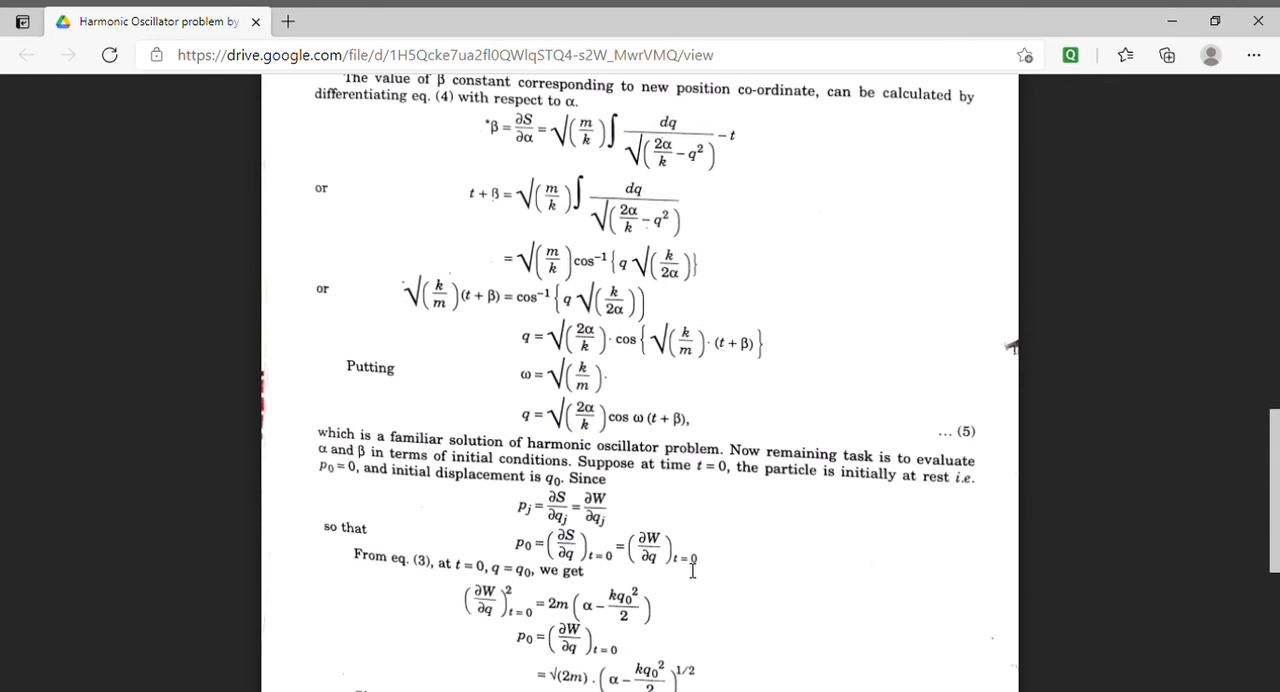 Harmonic Oscillator problem by
https://drive.google.com/file/d/1H5Qcke7ua2fl0QWlqSTQ4-s2W_MwrVMQ/view
The value of β constant corresponding to new position co-ordinate, can be calculated by
differentiating eq. (4) with respect to α.
*β = ∂S/∂α = √(m/k) ∫ dq / √(2α/k − q²) − t
or t + β = √(m/k) ∫ dq / √(2α/k − q²)
= √(m/k) cos⁻¹ {q √(k/2α)}
or √(k/m) (t + β) = cos⁻¹ {q √(k/2α)}
q = √(2α/k) · cos {√(k/m) · (t + β)}
Putting ω = √(k/m).
q = √(2α/k) cos ω (t + β), ... (5)
which is a familiar solution of harmonic oscillator problem. Now remaining task is to evaluate
α and β in terms of initial conditions. Suppose at time t = 0, the particle is initially at rest i.e.
p₀ = 0, and initial displacement is q₀. Since
pⱼ = ∂S/∂qⱼ = ∂W/∂qⱼ
so that
p₀ = (∂S/∂q)ₜ₌₀ = (∂W/∂q)ₜ₌₀
From eq. (3), at t = 0, q = q₀, we get
(∂W/∂q)²ₜ₌₀ = 2m (α − kq₀²/2)
p₀ = (∂W/∂q)ₜ₌₀
= √(2m) . (α − kq₀²/2)^1/2